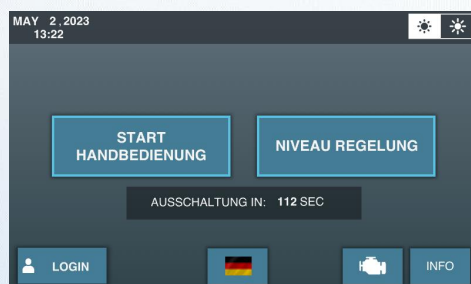 MAY 2,2023
13:22
START
HANDBEDIENUNG
NIVEAU REGELUNG
AUSSCHALTUNG IN: 112 SEC
LOGIN
INFO